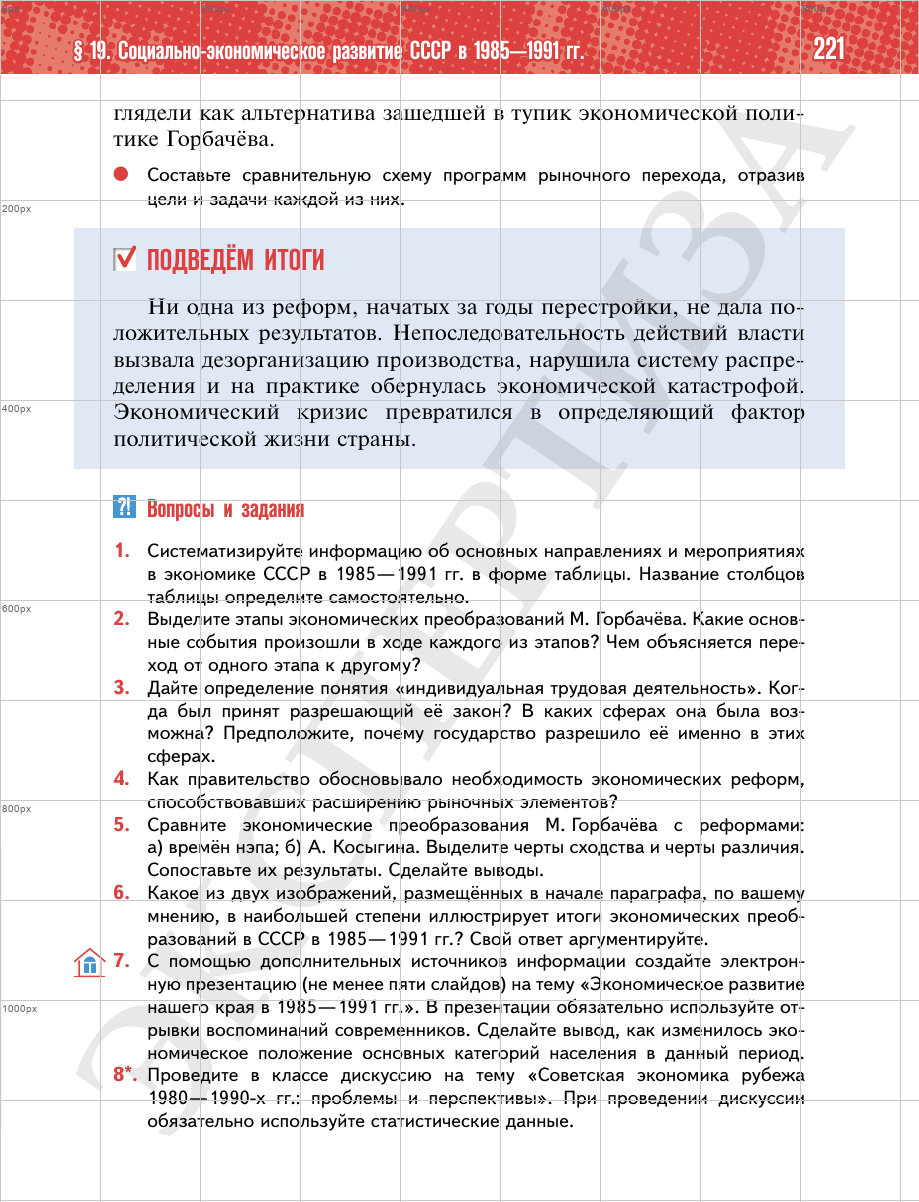 § 19. Социально-экономическое развитие СССР в 1985—1991 гг.
221
глядели как альтернатива зашедшей в тупик экономической поли-
тике Горбачёва.
Составьте сравнительную схему программ рыночного перехода, отразив
цели и задачи каждой из них.
200px
ПОДВЕДЁМ ИТОГИ
Ни одна из реформ, начатых за годы перестройки, не дала по-
ложительных результатов. Непоследовательность действий власти
вызвала дезорганизацию производства, нарушила систему распре-
деления и на практике обернулась экономической катастрофой.
Экономический кризис превратился в определяющий фактор
400px
политической жизни страны.
?! Вопросы и задания
1. Систематизируйте информацию об основных направлениях и мероприятиях
в экономике СССР в 1985—1991 гг. в форме таблицы. Название столбцов
таблицы определите самостоятельно.
600px
2. Выделите этапы экономических преобразований М. Горбачёва. Какие основ-
ные события произошли в ходе каждого из этапов? Чем объясняется пере-
ход от одного этапа к другому?
3. Дайте определение понятия «индивидуальная трудовая деятельность». Ког-
да был принят разрешающий её закон? В каких сферах она была воз-
можна? Предположите, почему государство разрешило её именно в этих
сферах.
4. Как правительство обосновывало необходимость экономических реформ,
способствовавших расширению рыночных элементов?
800px
5. Сравните экономические преобразования М. Горбачёва с реформами:
а) времён нэпа; б) А. Косыгина. Выделите черты сходства и черты различия.
Сопоставьте их результаты. Сделайте выводы.
6. Какое из двух изображений, размещённых в начале параграфа, по вашему
мнению, в наибольшей степени иллюстрирует итоги экономических преоб-
разований в СССР в 1985—1991 гг.? Свой ответ аргументируйте.
7. С помощью дополнительных источников информации создайте электрон-
ную презентацию (не менее пяти слайдов) на тему «Экономическое развитие
нашего края в 1985—1991 гг.». В презентации обязательно используйте от-
1000px
рывки воспоминаний современников. Сделайте вывод, как изменилось эко-
номическое положение основных категорий населения в данный период.
8*. Проведите в классе дискуссию на тему «Советская экономика рубежа
1980—1990-х гг.: проблемы и перспективы». При проведении дискуссии
обязательно используйте статистические данные.
ЭКСПЕРТИЗА